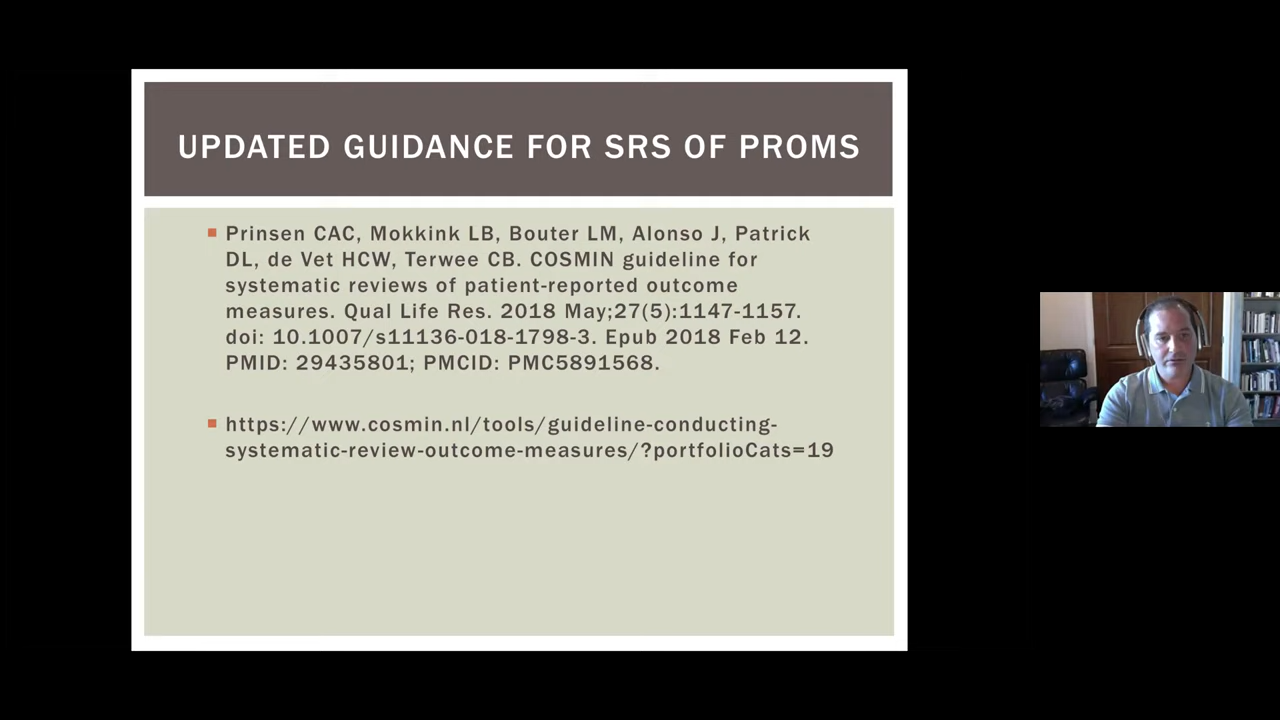 UPDATED GUIDANCE FOR SRS OF PROMS
Prinsen CAC, Mokkink LB, Bouter LM, Alonso J, Patrick
DL, de Vet HCW, Terwee CB. COSMIN guideline for
systematic reviews of patient-reported outcome
measures. Qual Life Res. 2018 May;27(5):1147-1157.
doi: 10.1007/s11136-018-1798-3. Epub 2018 Feb 12.
PMID: 29435801; PMCID: PMC5891568.
https://www.cosmin.nl/tools/guideline-conducting-
systematic-review-outcome-measures/?portfolioCats=19